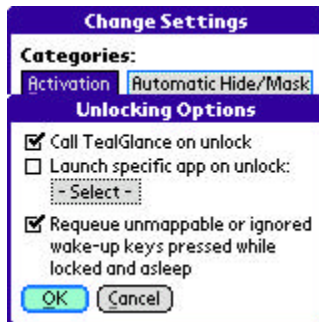 Change Settings
Categories:
Activation Automatic Hide/Mask
Unlocking Options
Call TealGlance on unlock
Launch specific app on unlock:
- Select -
Requeue unmappable or ignored
wake-up keys pressed while
locked and asleep
OK Cancel